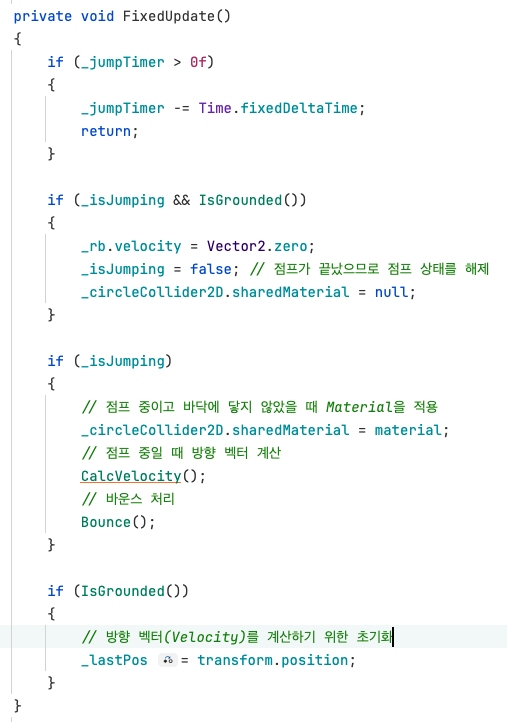 private void FixedUpdate()
{
    if (_jumpTimer > 0f)
    {
        _jumpTimer -= Time.fixedDeltaTime;
        return;
    }

    if (_isJumping && IsGrounded())
    {
        _rb.velocity = Vector2.zero;
        _isJumping = false; // 점프가 끝났으므로 점프 상태를 해제
        _circleCollider2D.sharedMaterial = null;
    }

    if (_isJumping)
    {
        // 점프 중이고 바닥에 닿지 않았을 때 Material을 적용
        _circleCollider2D.sharedMaterial = material;
        // 점프 중일 때 방향 벡터 계산
        CalcVelocity();
        // 바운스 처리
        Bounce();
    }

    if (IsGrounded())
    {
        // 방향 벡터(Velocity)를 계산하기 위한 초기화
        _lastPos = transform.position;
    }
}